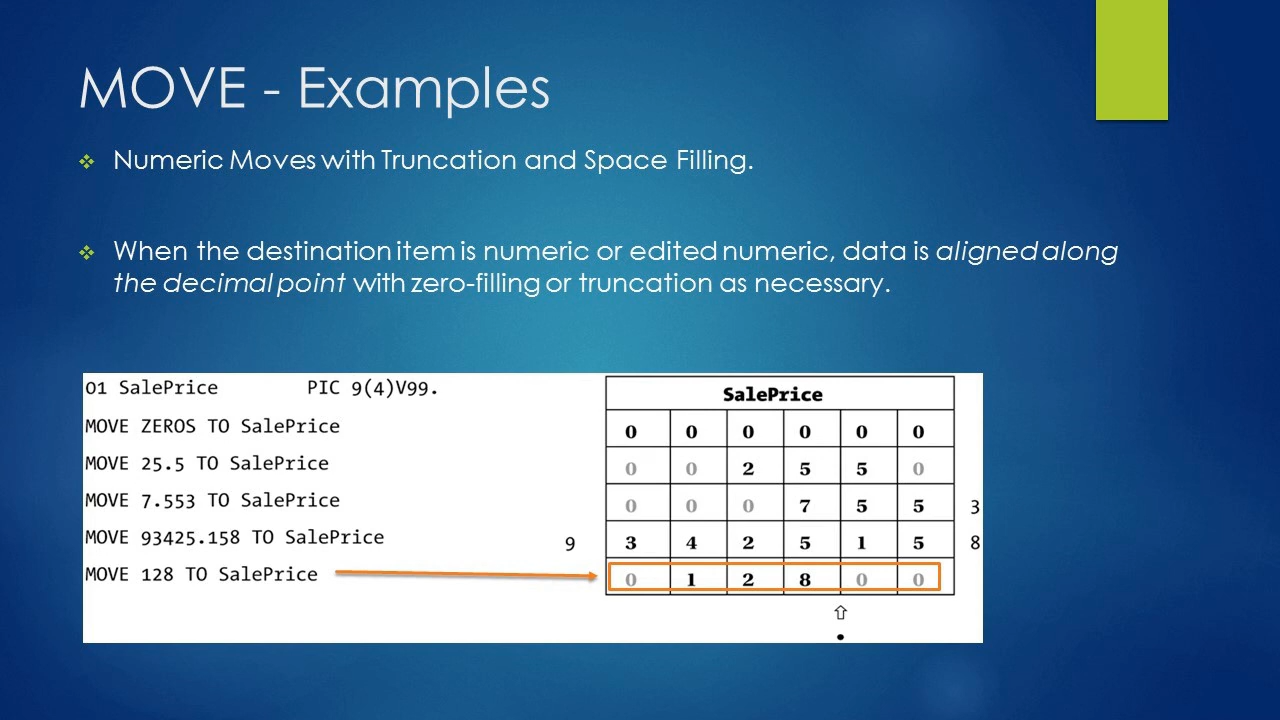 MOVE - Examples
Numeric Moves with Truncation and Space Filling.
When the destination item is numeric or edited numeric, data is aligned along
the decimal point with zero-filling or truncation as necessary.
01 SalePrice PIC 9(4)V99.
SalePrice
MOVE ZEROS TO SalePrice
0 0 0 0 0 0
MOVE 25.5 TO SalePrice
0 0 2 5 5 0
MOVE 7.553 TO SalePrice
0 0 0 7 5 5 3
MOVE 93425.158 TO SalePrice
9 3 4 2 5 1 5 8
MOVE 128 TO SalePrice
0 1 2 8 0 0